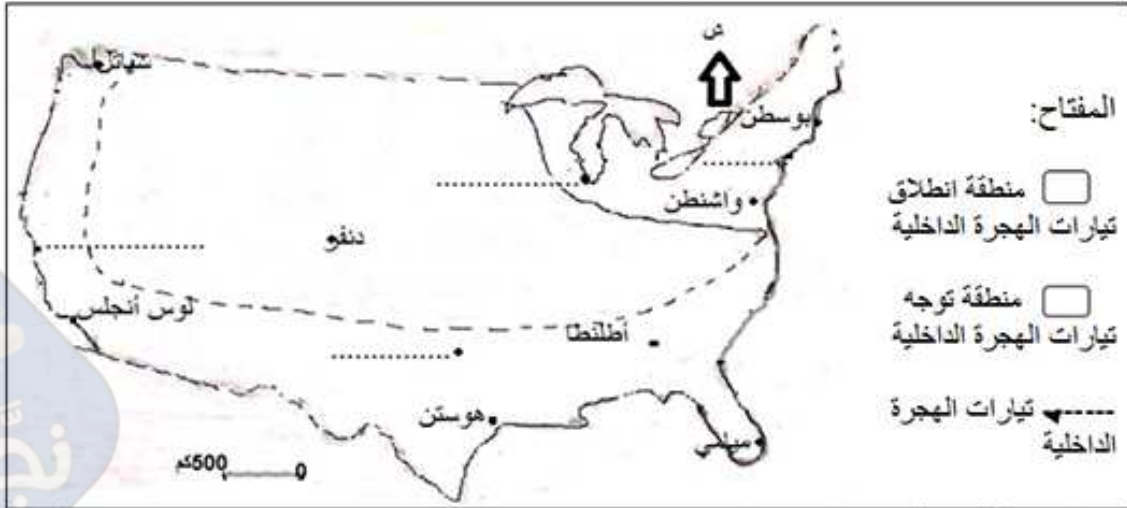 ش
المفتاح:
منطقة انطلاق
تيارات الهجرة الداخلية
منطقة توجه
تيارات الهجرة الداخلية
تيارات الهجرة
الداخلية
سياتل
بوسطن
....................
واشنطن
....................
دنفر
....................
لوس أنجلس
أطلنطا
....................
هوستن
ميامي
500كم 0